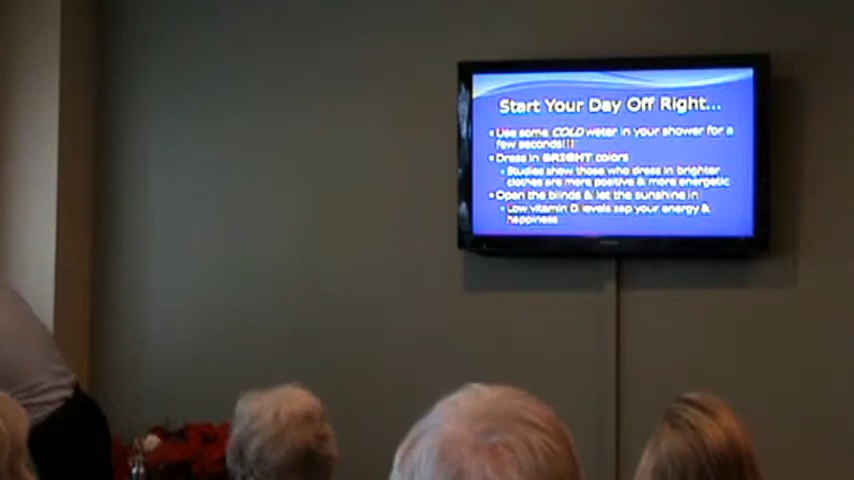 Start Your Day Off Right...
• Use some COLD water in your shower for a
few seconds!!!
• Dress in BRIGHT colors
• Studies show those who dress in brighter
clothes are more positive & more energetic
• Open the blinds & let the sunshine in
• Low vitamin D levels sap your energy &
happiness